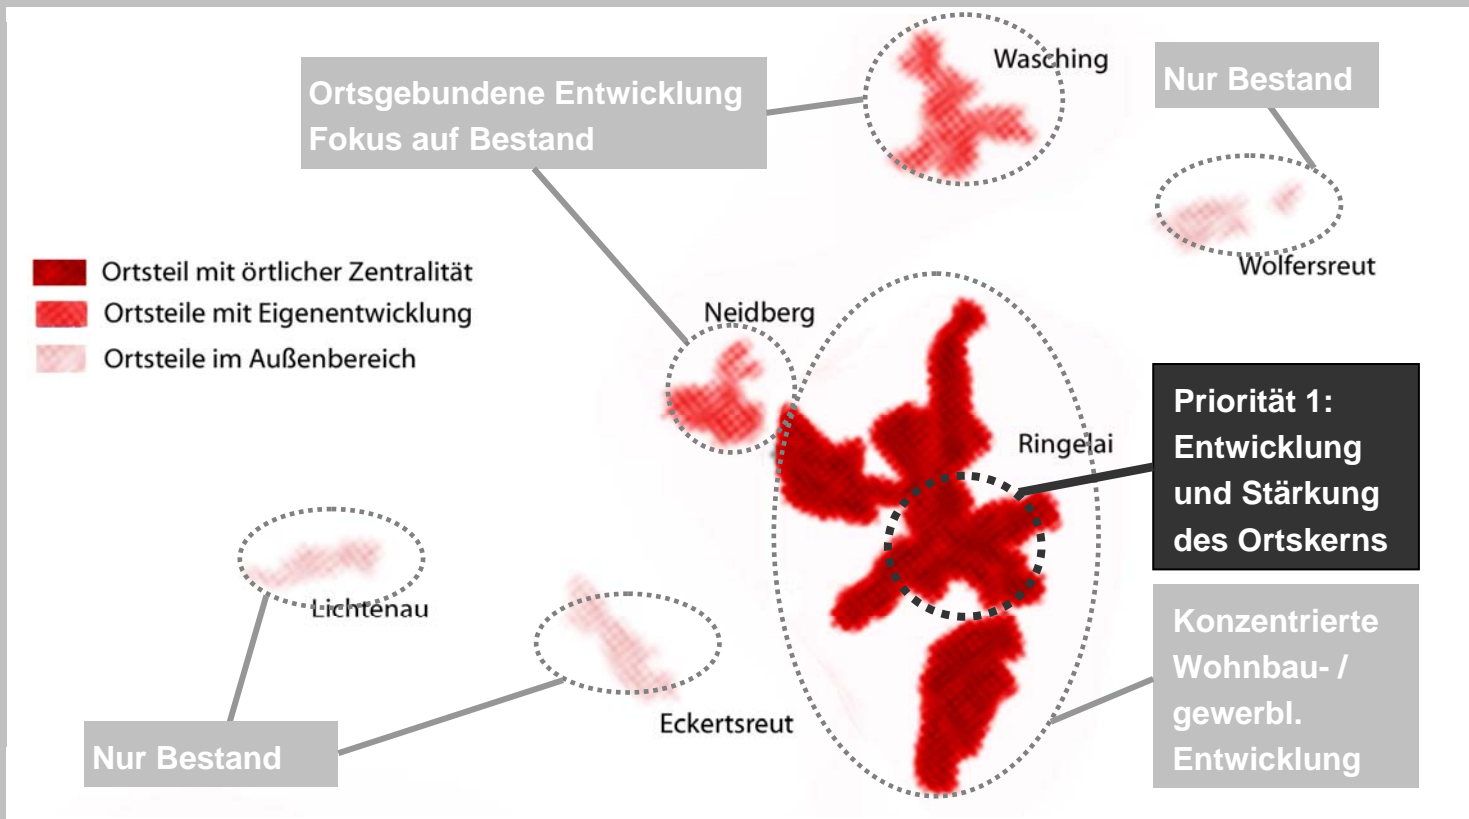 Wasching
Nur Bestand
Ortsgebundene Entwicklung
Fokus auf Bestand
Wolfersreut
Ortsteil mit örtlicher Zentralität
Ortsteile mit Eigenentwicklung
Ortsteile im Außenbereich
Neidberg
Ringelai
Priorität 1:
Entwicklung
und Stärkung
des Ortskerns
Lichtenau
Eckertsreut
Nur Bestand
Konzentrierte
Wohnbau- /
gewerbl.
Entwicklung